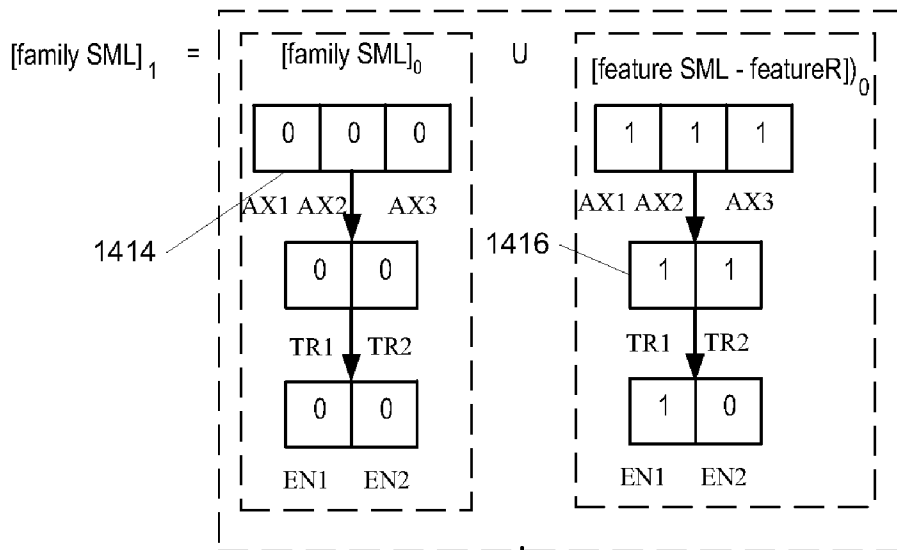 [family SML]1 = [family SML]0 U [feature SML - featureR])0
0 0 0 1 1 1
AX1 AX2 AX3 AX1 AX2 AX3
1414 0 0 1416 1 1
TR1 TR2 TR1 TR2
0 0 1 0
EN1 EN2 EN1 EN2